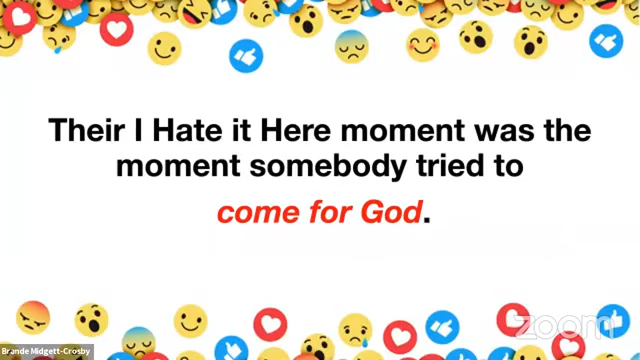 Their I Hate it Here moment was the
moment somebody tried to
come for God.
Brande Midgett-Crosby
zoom